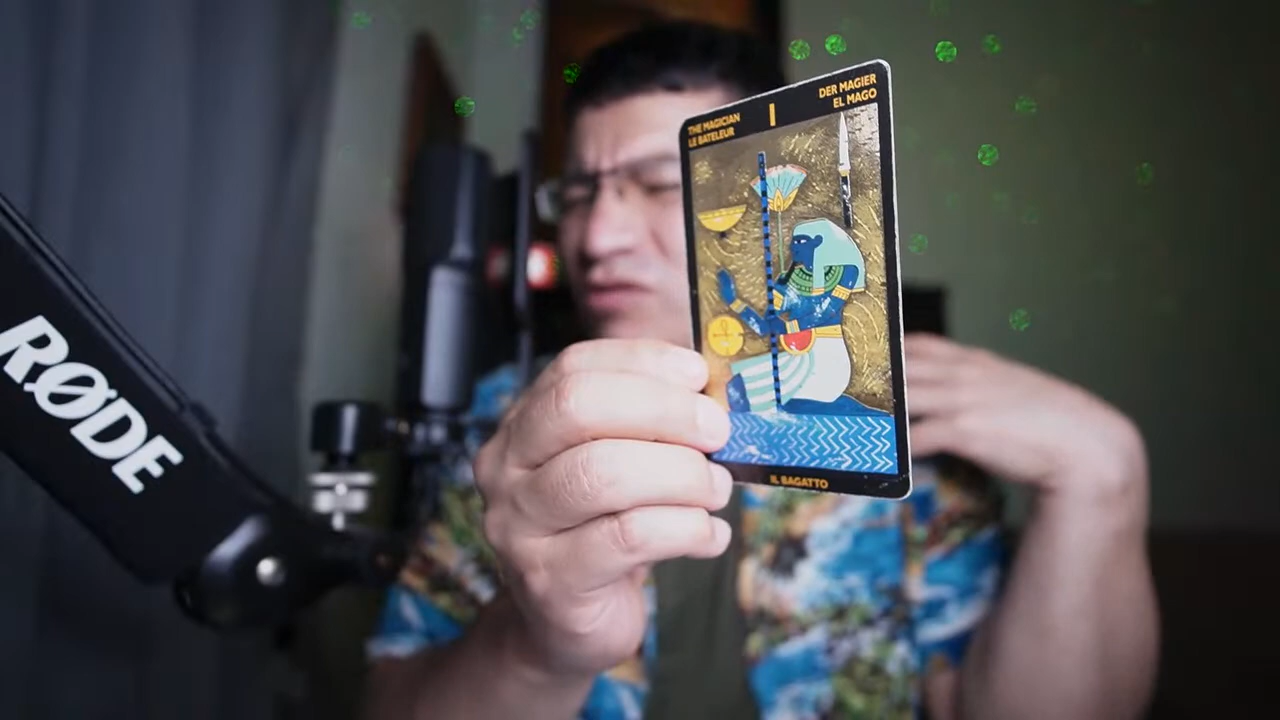 RØDE
THE MAGICIAN
LE BATELEUR
I
DER MAGIER
EL MAGO
IL BAGATTO